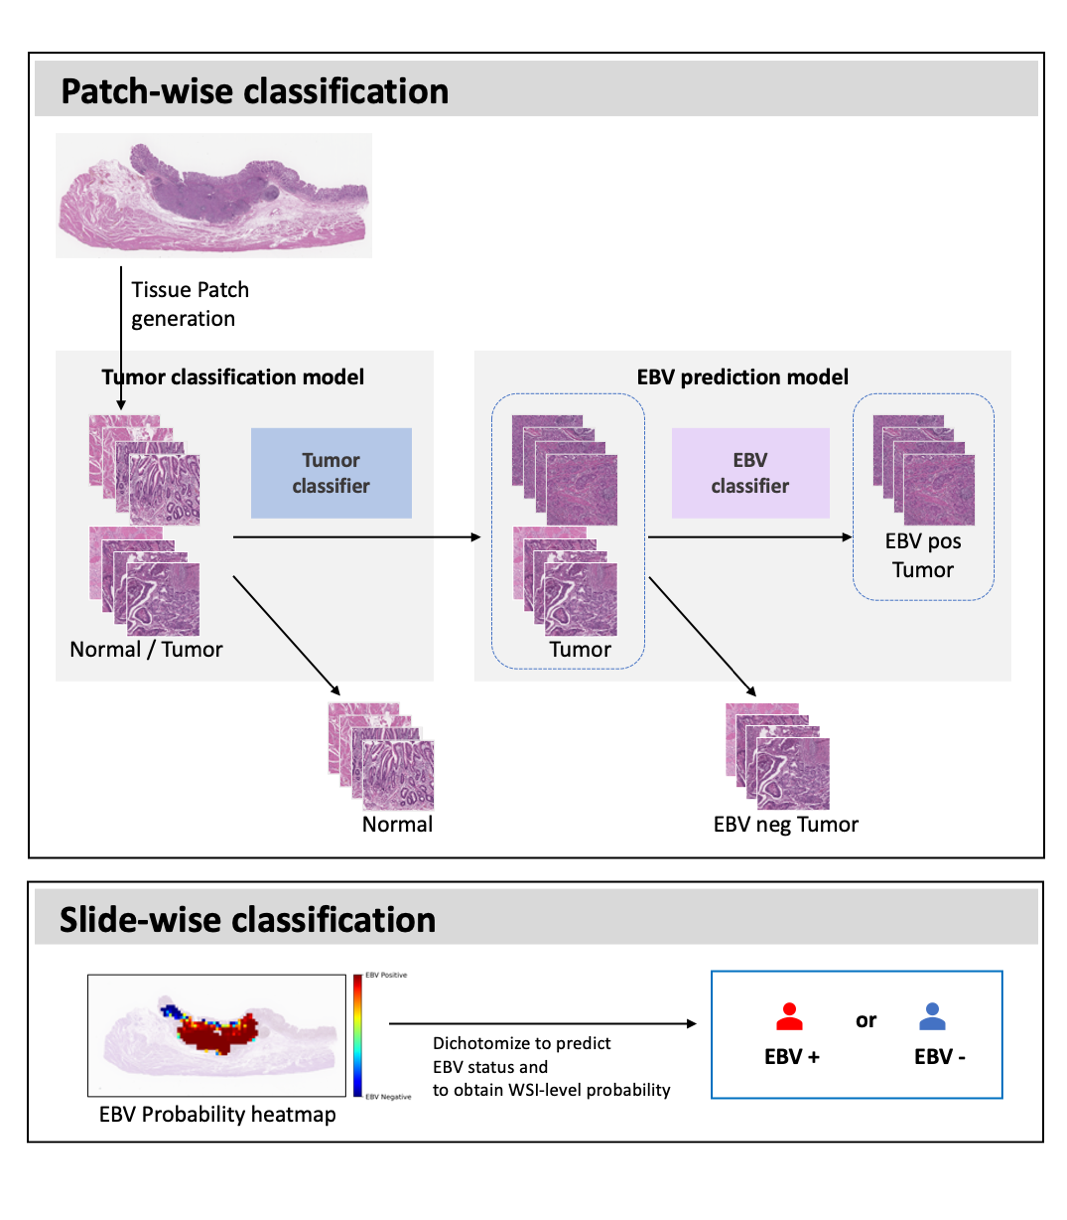 Patch-wise classification
Tissue Patch
generation
Tumor classification model
Tumor
classifier
Normal / Tumor
Normal
EBV prediction model
EBV
classifier
Tumor
EBV pos
Tumor
EBV neg Tumor
Slide-wise classification
EBV Positive
EBV Negative
EBV Probability heatmap
Dichotomize to predict
EBV status and
to obtain WSI-level probability
EBV +
or
EBV -